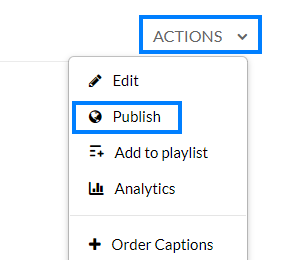 ACTIONS
Edit
Publish
Add to playlist
Analytics
Order Captions